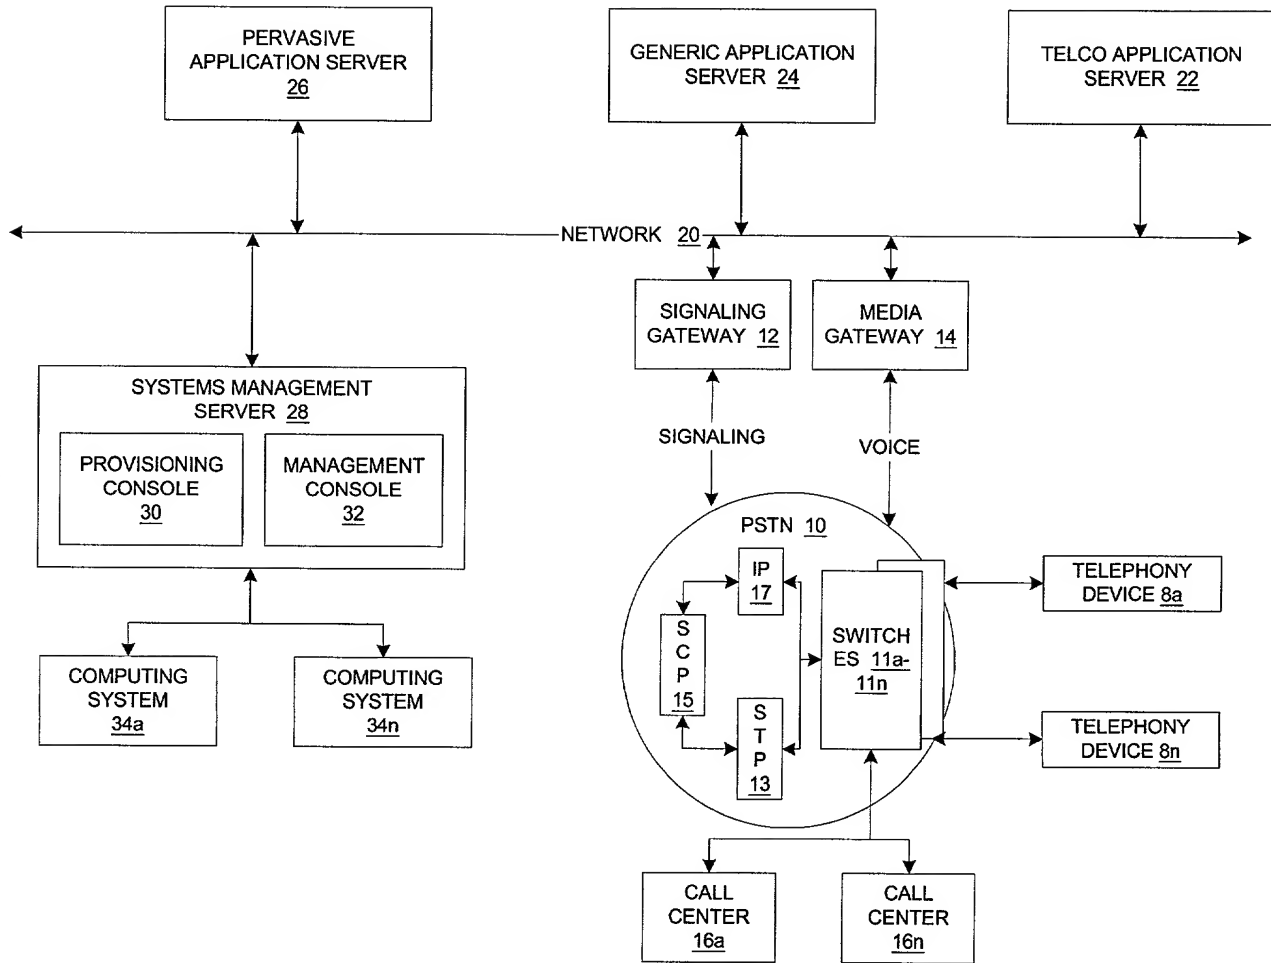 PERVASIVE
APPLICATION SERVER
26
GENERIC APPLICATION
SERVER 24
TELCO APPLICATION
SERVER 22
NETWORK 20
SIGNALING
GATEWAY 12
MEDIA
GATEWAY 14
SYSTEMS MANAGEMENT
SERVER 28
PROVISIONING
CONSOLE
30
MANAGEMENT
CONSOLE
32
SIGNALING
VOICE
PSTN 10
IP
17
S
C
P
15
S
T
P
13
SWITCH
ES 11a-
11n
TELEPHONY
DEVICE 8a
TELEPHONY
DEVICE 8n
COMPUTING
SYSTEM
34a
COMPUTING
SYSTEM
34n
CALL
CENTER
16a
CALL
CENTER
16n